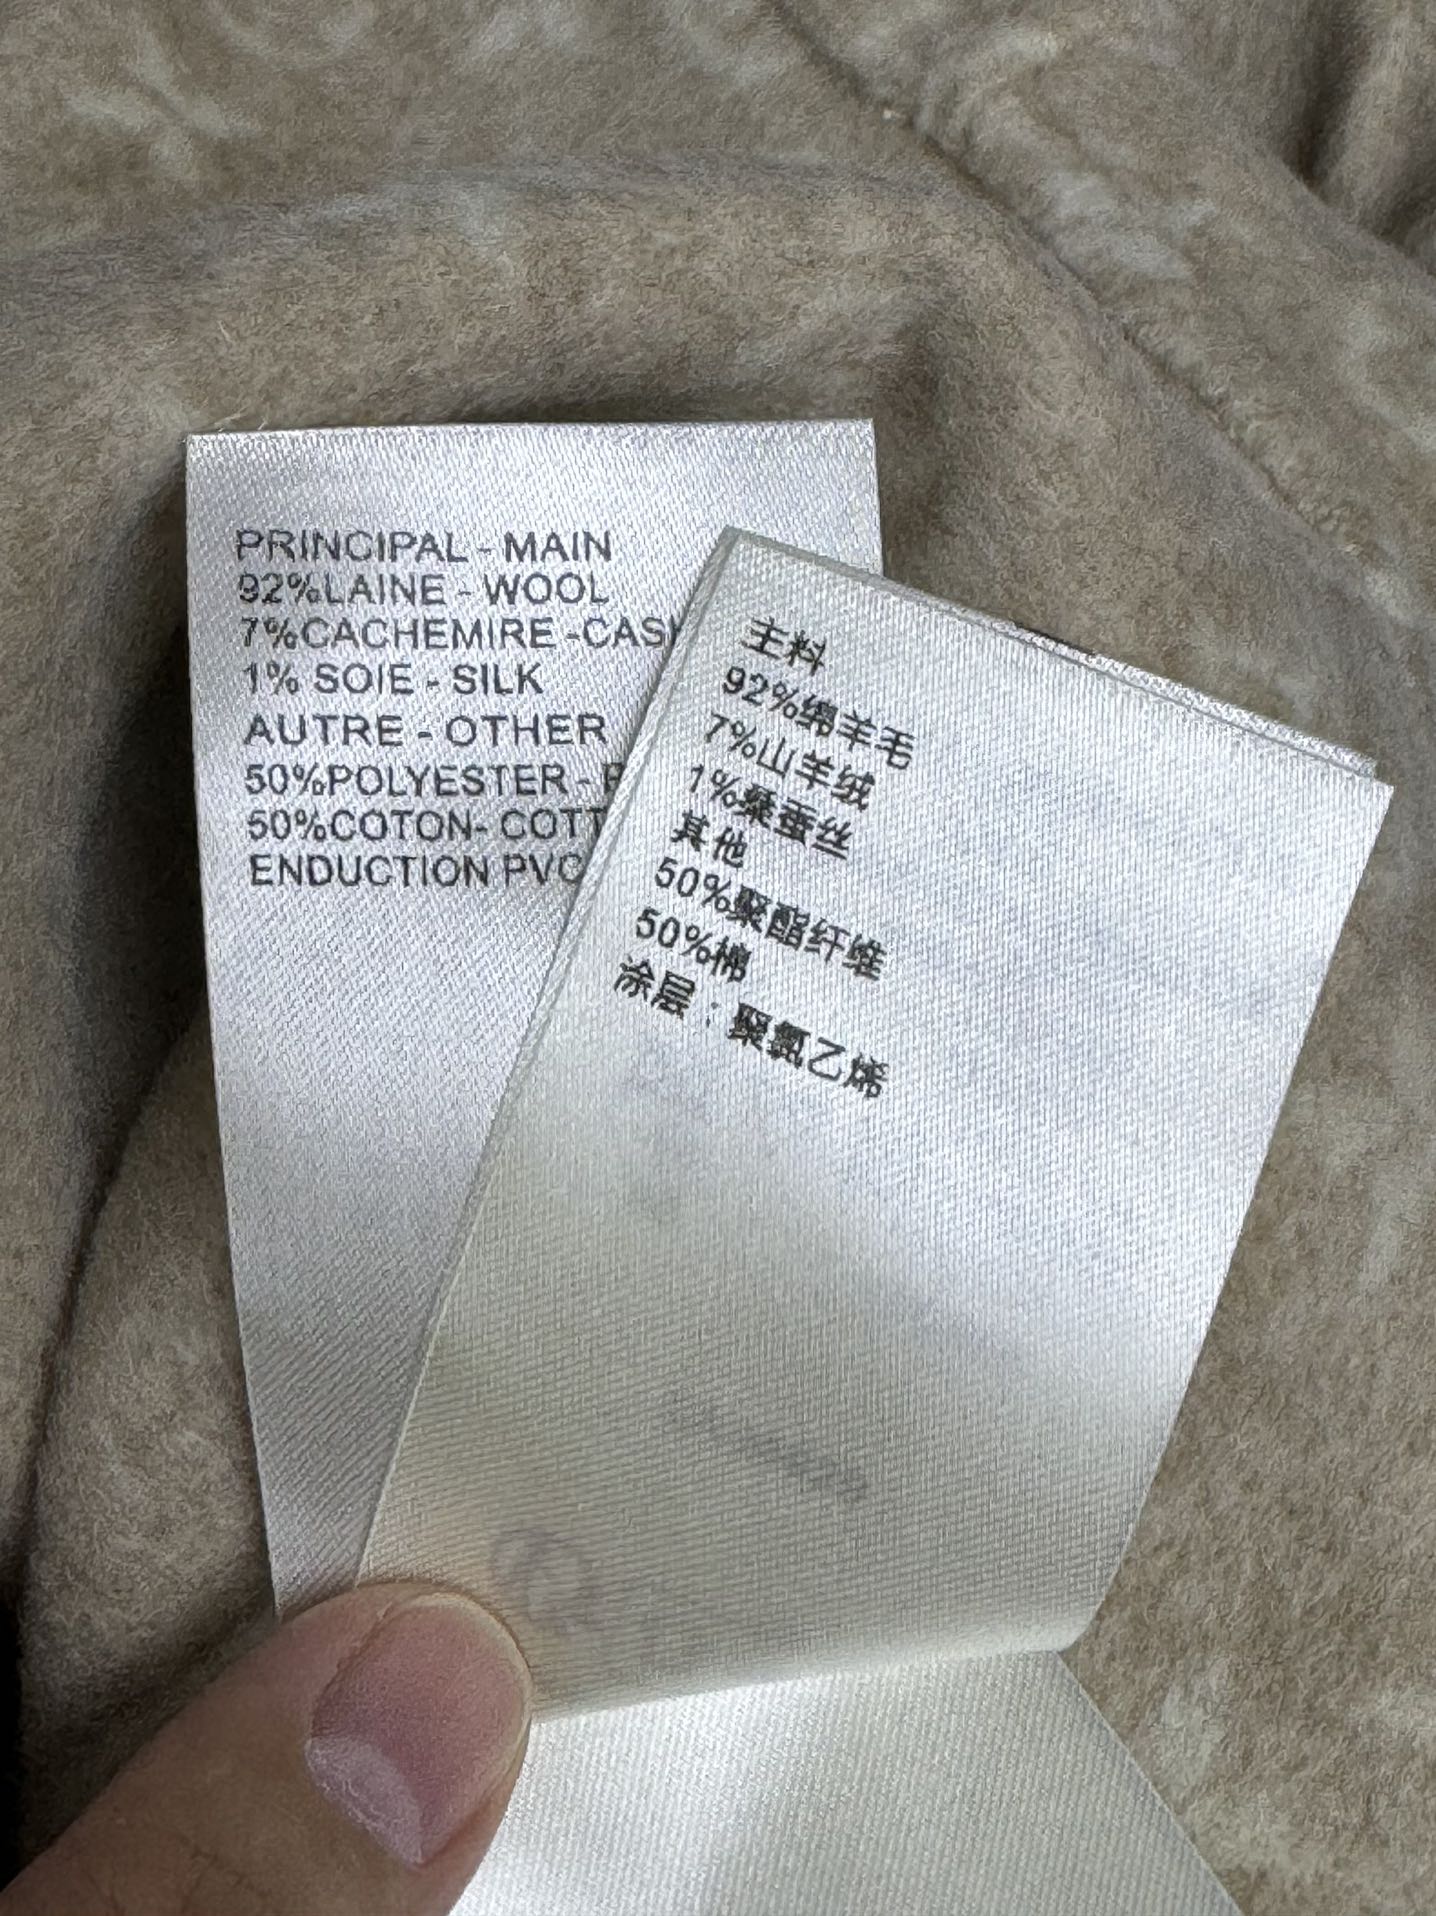 PRINCIPAL - MAIN
92%LAINE - WOOL
7%CACHEMIRE -CAS
1% SOIE - SILK
AUTRE - OTHER
50%POLYESTER -
50%COTON- COTT
ENDUCTION PVC
主料
92%绵羊毛
7%山羊绒
1%桑蚕丝
其他
50%聚酯纤维
50%棉
涂层：聚氯乙烯